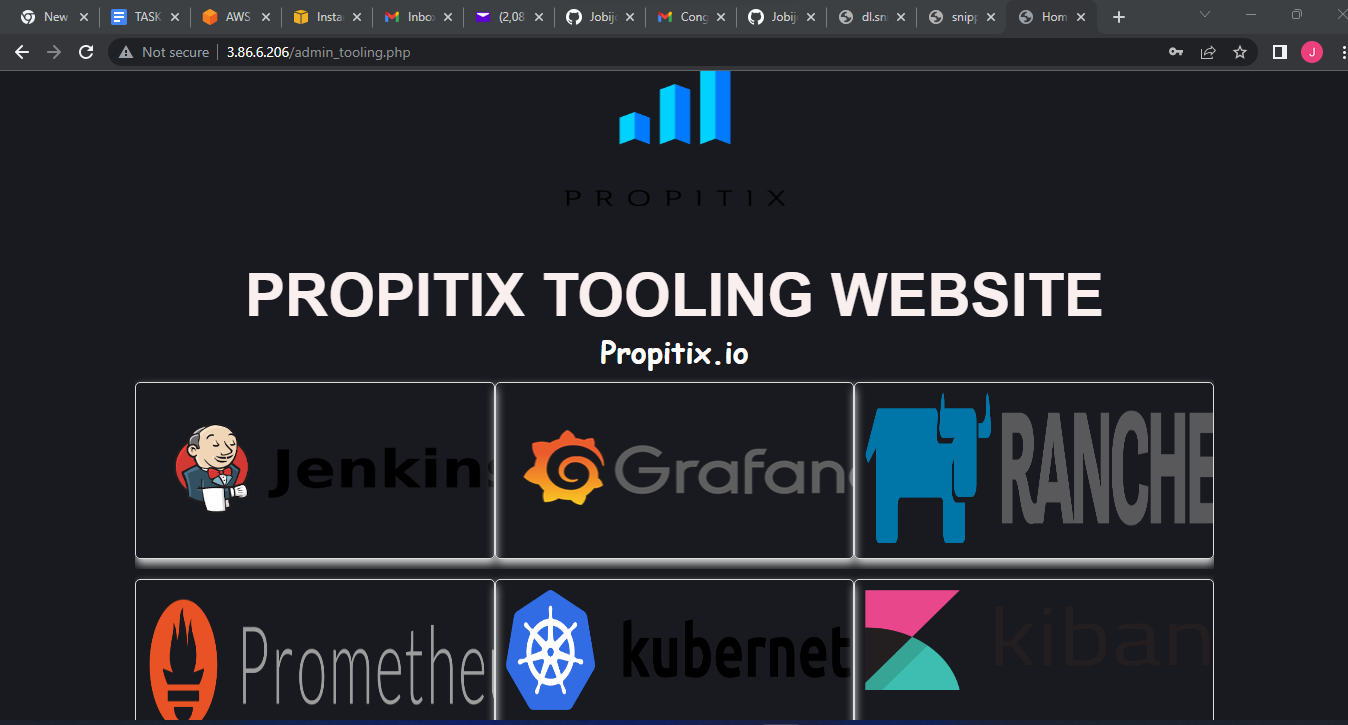 New TASK AWS Insta Inbo (2,08 Jobij Cong Jobij dl.sn snipp Hom
Not secure 3.86.6.206/admin_tooling.php J
PROPITIX
PROPITIX TOOLING WEBSITE
Propitix.io
Jenkins Grafana RANCHE
Promethe kubernet kiban